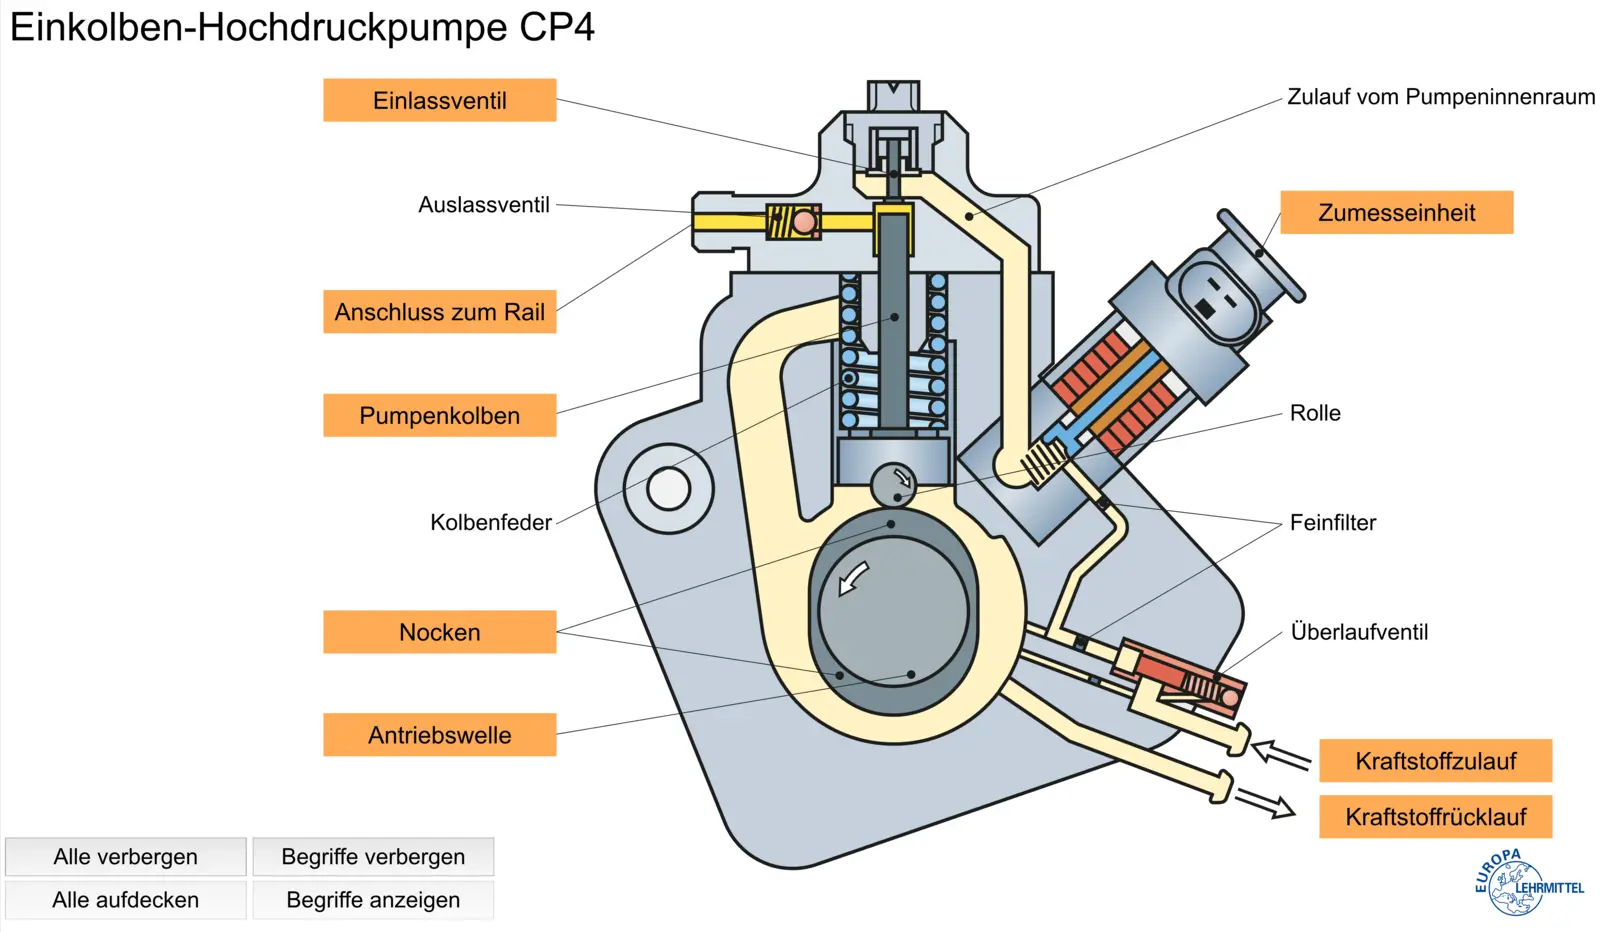 Einkolben-Hochdruckpumpe CP4
Einlassventil
Zulauf vom Pumpeninnenraum
Auslassventil
Zumesseinheit
Anschluss zum Rail
Pumpenkolben
Rolle
Kolbenfeder
Feinfilter
Nocken
Überlaufventil
Antriebswelle
Kraftstoffzulauf
Kraftstoffrücklauf
Alle verbergen
Begriffe verbergen
Alle aufdecken
Begriffe anzeigen
EUROPA
LEHRMITTEL